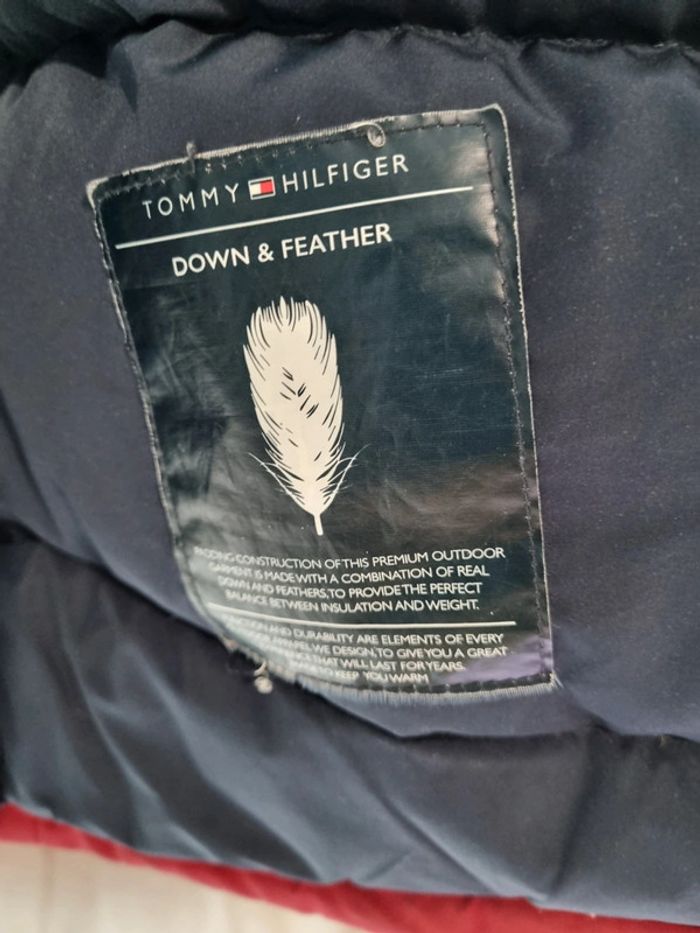 TOMMY HILFIGER
DOWN & FEATHER
PADDING CONSTRUCTION OF THIS PREMIUM OUTDOOR
GARMENT IS MADE WITH A COMBINATION OF REAL
DOWN AND FEATHERS, TO PROVIDE THE PERFECT
BALANCE BETWEEN INSULATION AND WEIGHT.
AND DURABILITY ARE ELEMENTS OF EVERY
WE DESIGN, TO GIVE YOU A GREAT
THAT WILL LAST FOR YEARS.
TO KEEP YOU WARM